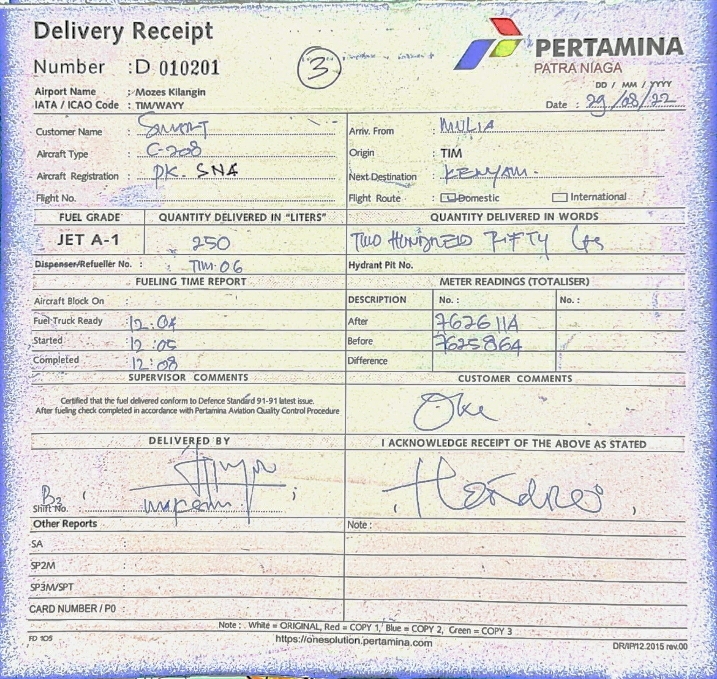 Delivery Receipt
PERTAMINA
PATRA NIAGA
Number : D 010201
3
Airport Name : Mozes Kilangin
IATA / ICAO Code : TIM/WAYY
DD / MM / YYYY
Date : 29/08/22
Customer Name : SMART
Arriv. From : MULIA
Aircraft Type : C-208
Origin : TIM
Aircraft Registration : PK. SNA
Next Destination : KENYAM.
Flight No. :
Flight Route : Domestic International
FUEL GRADE QUANTITY DELIVERED IN "LITERS" QUANTITY DELIVERED IN WORDS
JET A-1 250 TWO HUNDRED FIFTY
Dispenser/Refueller No. : TIM.06 Hydrant Pit No.
FUELING TIME REPORT METER READINGS (TOTALISER)
Aircraft Block On : DESCRIPTION No. : No. :
Fuel Truck Ready : 12:04 After 7626114
Started : 12:05 Before 7625864
Completed : 12:08 Difference
SUPERVISOR COMMENTS CUSTOMER COMMENTS
Certified that the fuel delivered conform to Defence Standard 91-91 latest issue.
After fueling check completed in accordance with Pertamina Aviation Quality Control Procedure
Oke
DELIVERED BY I ACKNOWLEDGE RECEIPT OF THE ABOVE AS STATED
Shift No.
Other Reports Note :
SA :
SP2M :
SP3M/SPT
CARD NUMBER / P0 :
Note : White = ORIGINAL, Red = COPY 1, Blue = COPY 2, Green = COPY 3
FD 105 https://onesolution.pertamina.com DR/IP/12.2015 rev.00